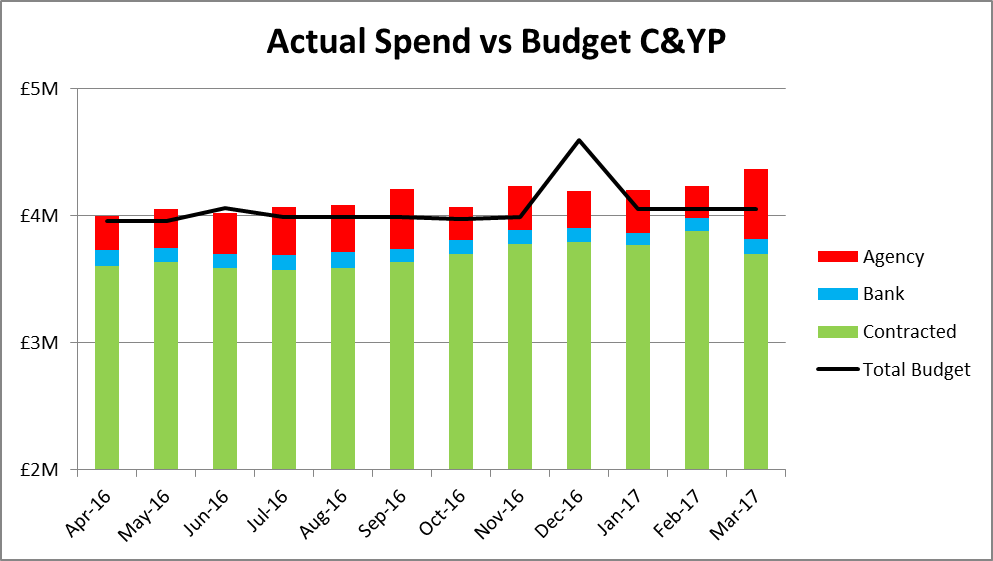 Actual Spend vs Budget C&YP
£5M
£4M
£3M
£2M
Apr-16
May-16
Jun-16
Jul-16
Aug-16
Sep-16
Oct-16
Nov-16
Dec-16
Jan-17
Feb-17
Mar-17
Agency
Bank
Contracted
Total Budget